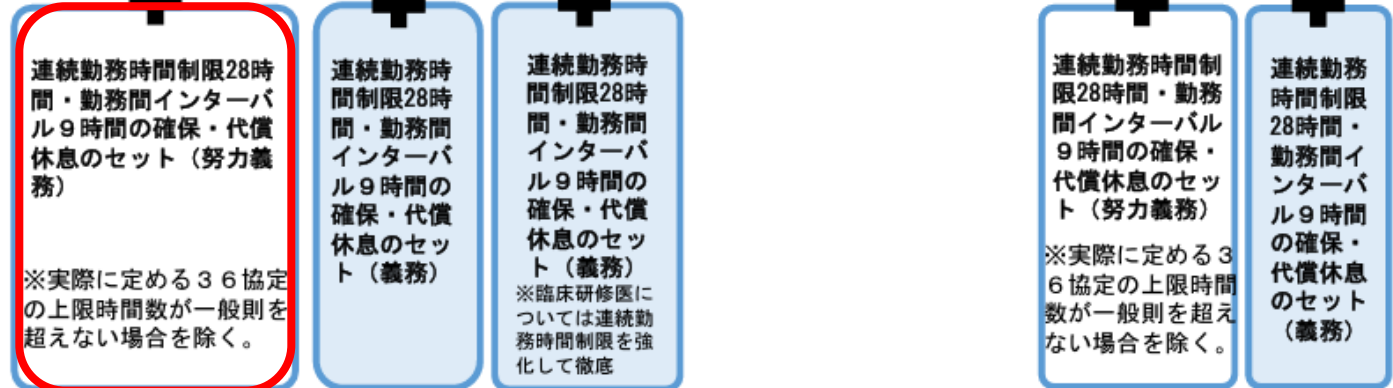 連続勤務時間制限28時
間・勤務間インターバ
ル９時間の確保・代償
休息のセット（努力義
務）
※実際に定める３６協定
の上限時間数が一般則を
超えない場合を除く。
連続勤務時
間制限28時
間・勤務間
インターバ
ル９時間の
確保・代償
休息のセッ
ト（義務）
連続勤務時
間制限28時
間・勤務間
インターバ
ル９時間の
確保・代償
休息のセッ
ト（義務）
※臨床研修医に
ついては連続勤
務時間制限を強
化して徹底
連続勤務時間制
限28時間・勤務
間インターバル
９時間の確保・
代償休息のセッ
ト（努力義務）
※実際に定める３
６協定の上限時間
数が一般則を超え
ない場合を除く。
連続勤務
時間制限
28時間・
勤務間イ
ンターバ
ル９時間
の確保・
代償休息
のセット
（義務）